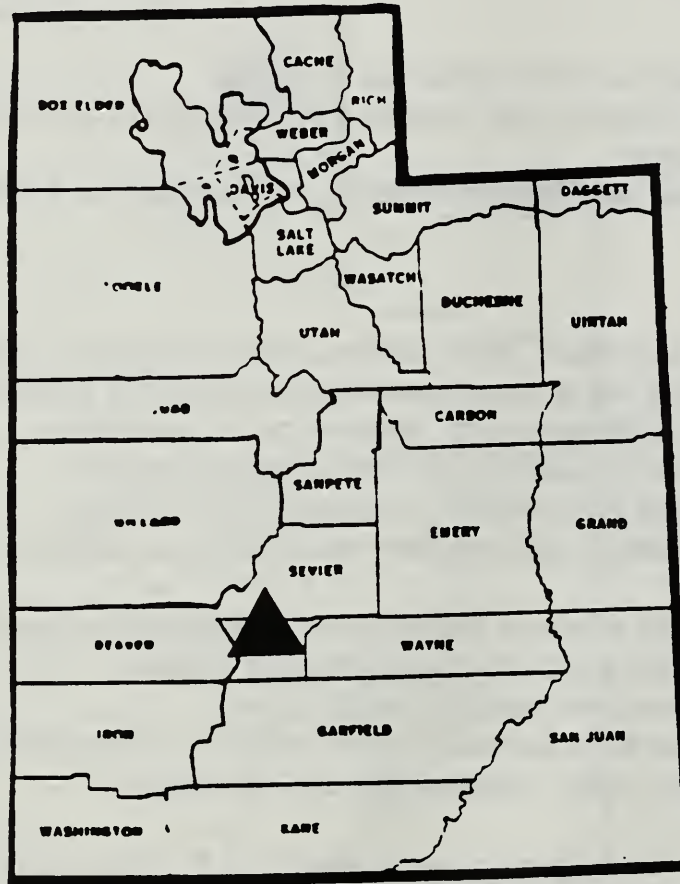 CACHE
BOX ELDER
RICH
WEBER
MORGAN
DAVIS
DAGGETT
SUMMIT
SALT
LAKE
WASATCH
DUCHESNE
UINTAH
UTAH
CARBON
SANPETE
EMERY
GRAND
SEVIER
BEAVER
WAYNE
IRON
GARFIELD
SAN JUAN
WASHINGTON
KANE